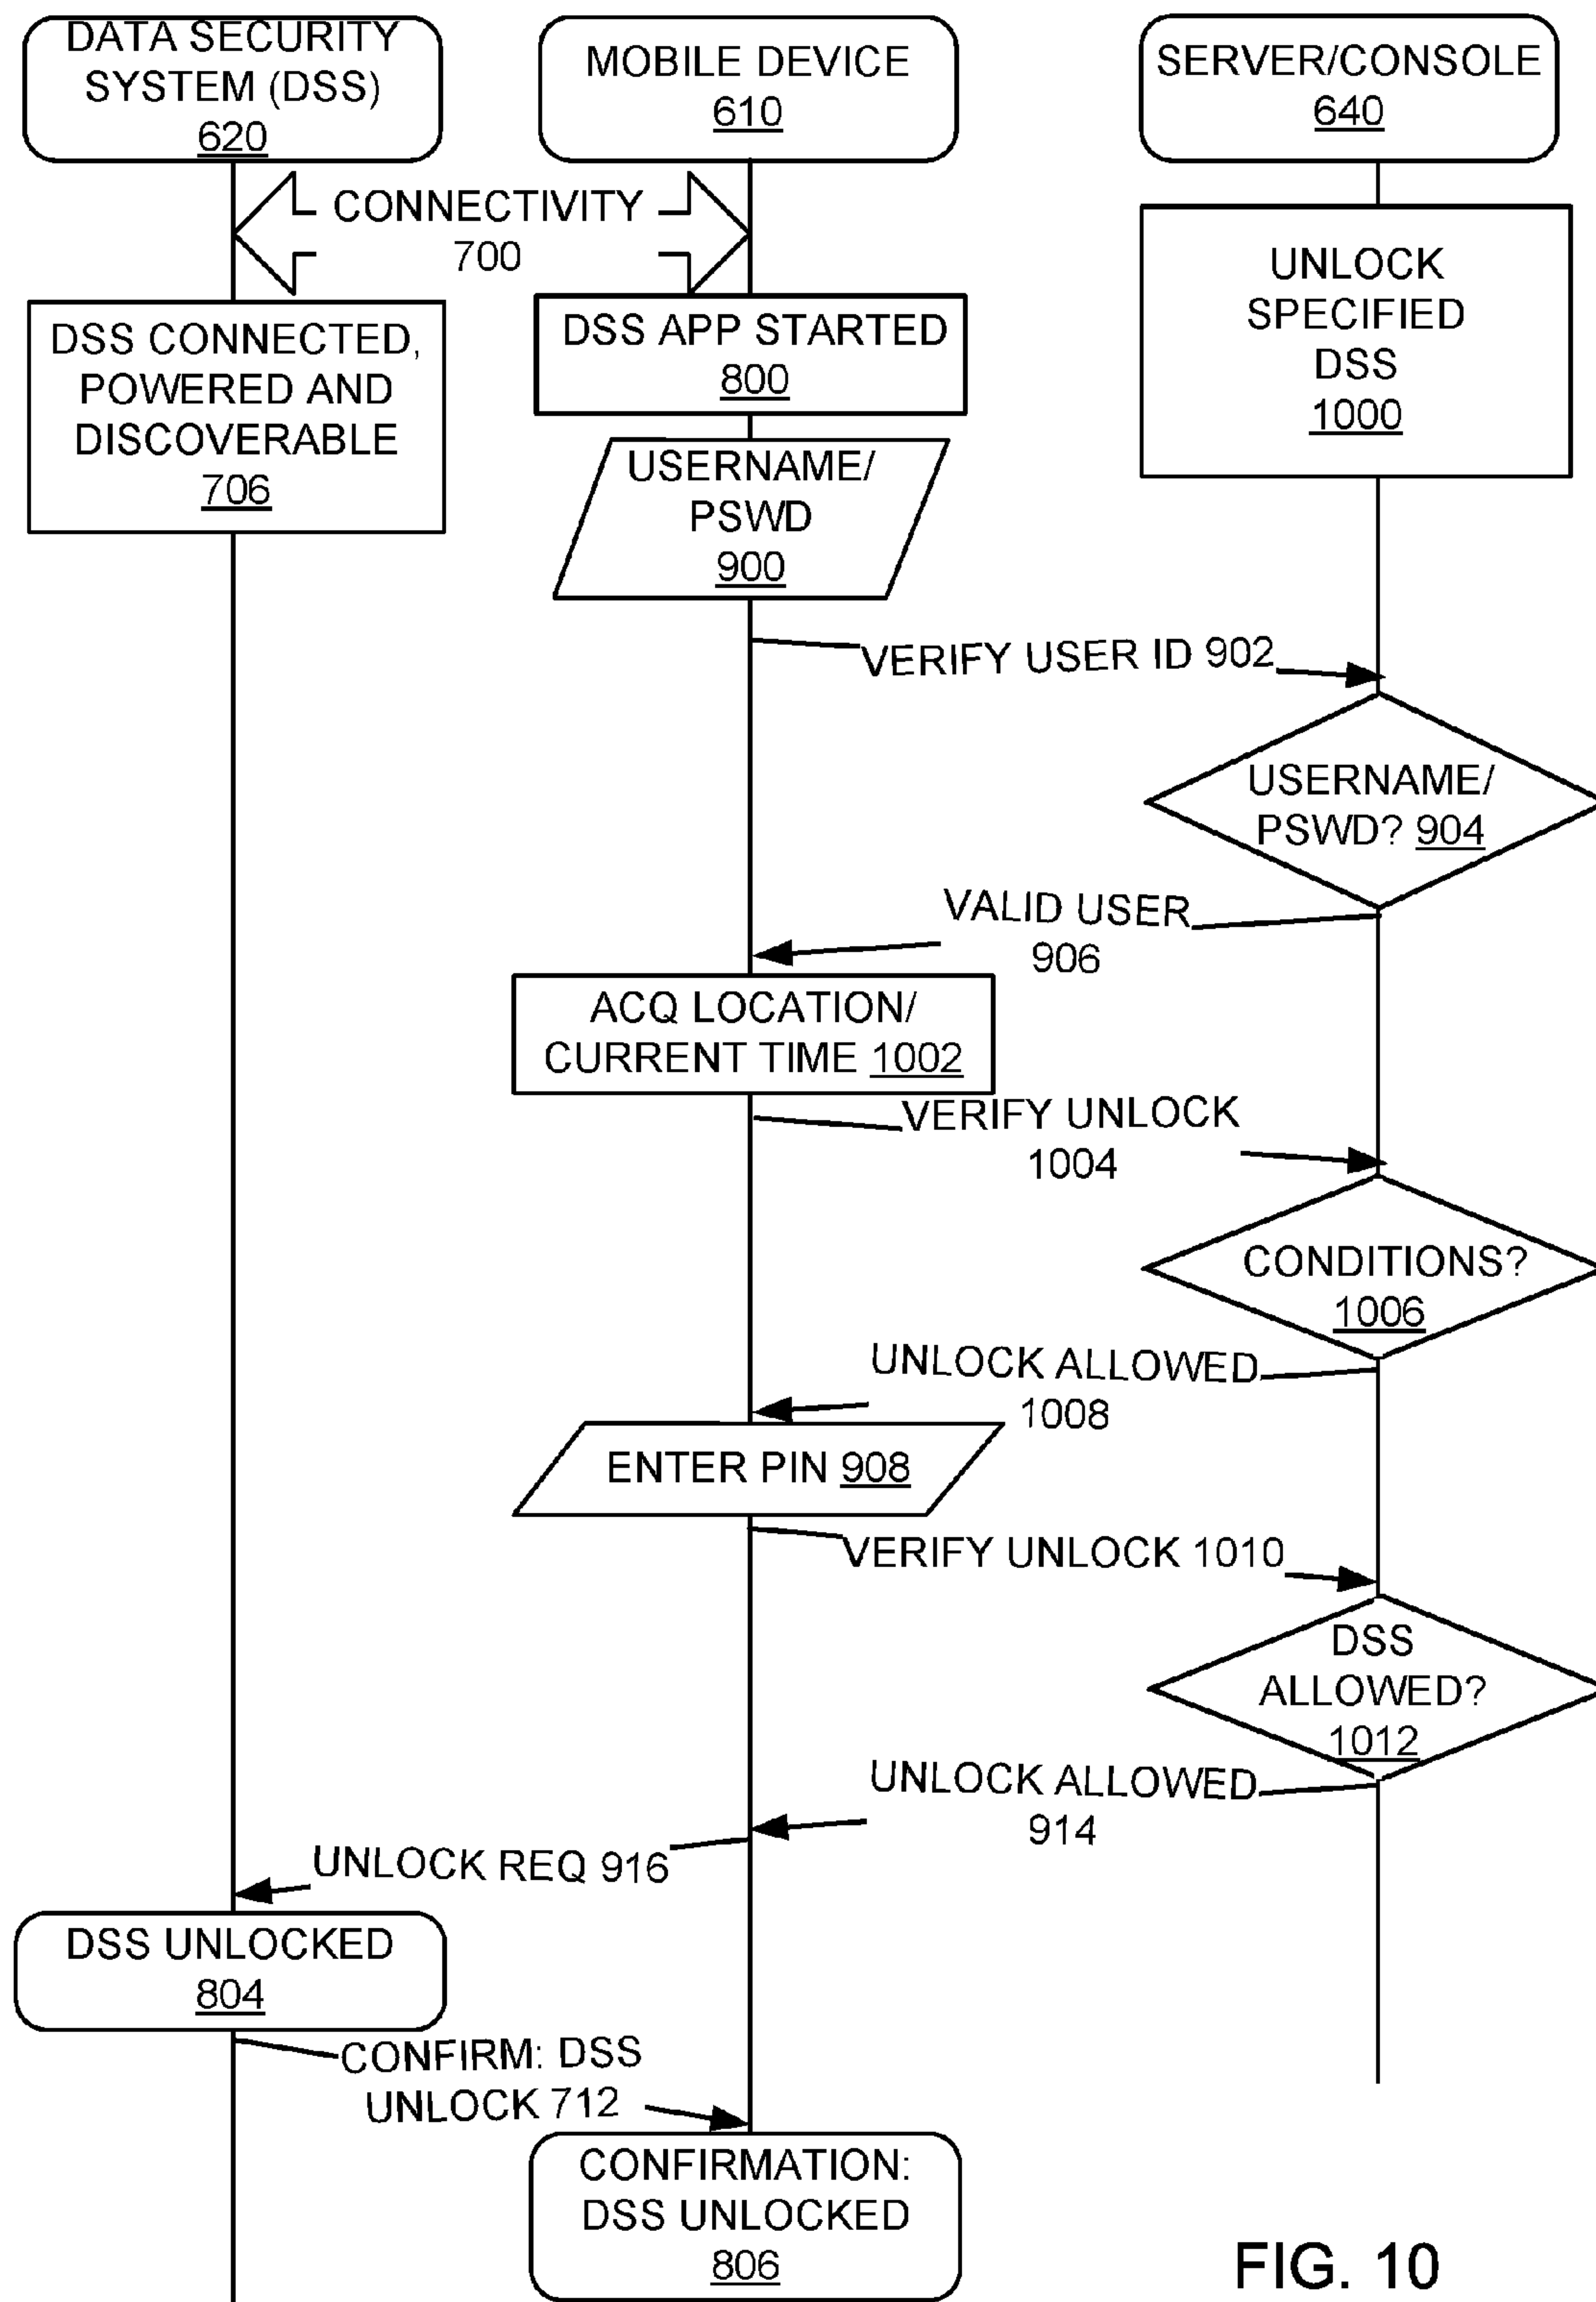 DATA SECURITY
SYSTEM (DSS)
620
MOBILE DEVICE
610
SERVER/CONSOLE
640
CONNECTIVITY
700
DSS CONNECTED,
POWERED AND
DISCOVERABLE
706
DSS APP STARTED
800
UNLOCK
SPECIFIED
DSS
1000
USERNAME/
PSWD
900
VERIFY USER ID 902
USERNAME/
PSWD? 904
VALID USER
906
ACQ LOCATION/
CURRENT TIME 1002
VERIFY UNLOCK
1004
CONDITIONS?
1006
UNLOCK ALLOWED
1008
ENTER PIN 908
VERIFY UNLOCK 1010
DSS
ALLOWED?
1012
UNLOCK ALLOWED
914
UNLOCK REQ 916
DSS UNLOCKED
804
CONFIRM: DSS
UNLOCK 712
CONFIRMATION:
DSS UNLOCKED
806
FIG. 10